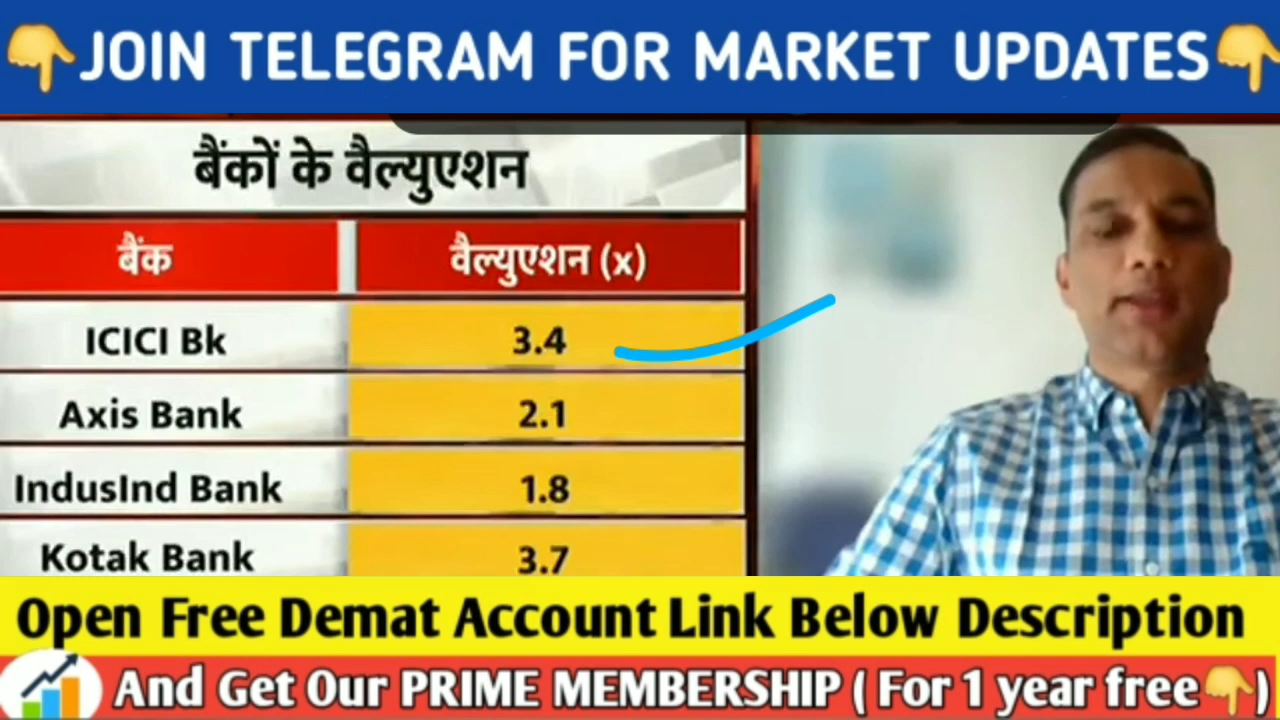 👇JOIN TELEGRAM FOR MARKET UPDATES👇
बैंकों के वैल्युएशन
बैंक वैल्युएशन (x)
ICICI Bk 3.4
Axis Bank 2.1
IndusInd Bank 1.8
Kotak Bank 3.7
Open Free Demat Account Link Below Description
And Get Our PRIME MEMBERSHIP ( For 1 year free👇)